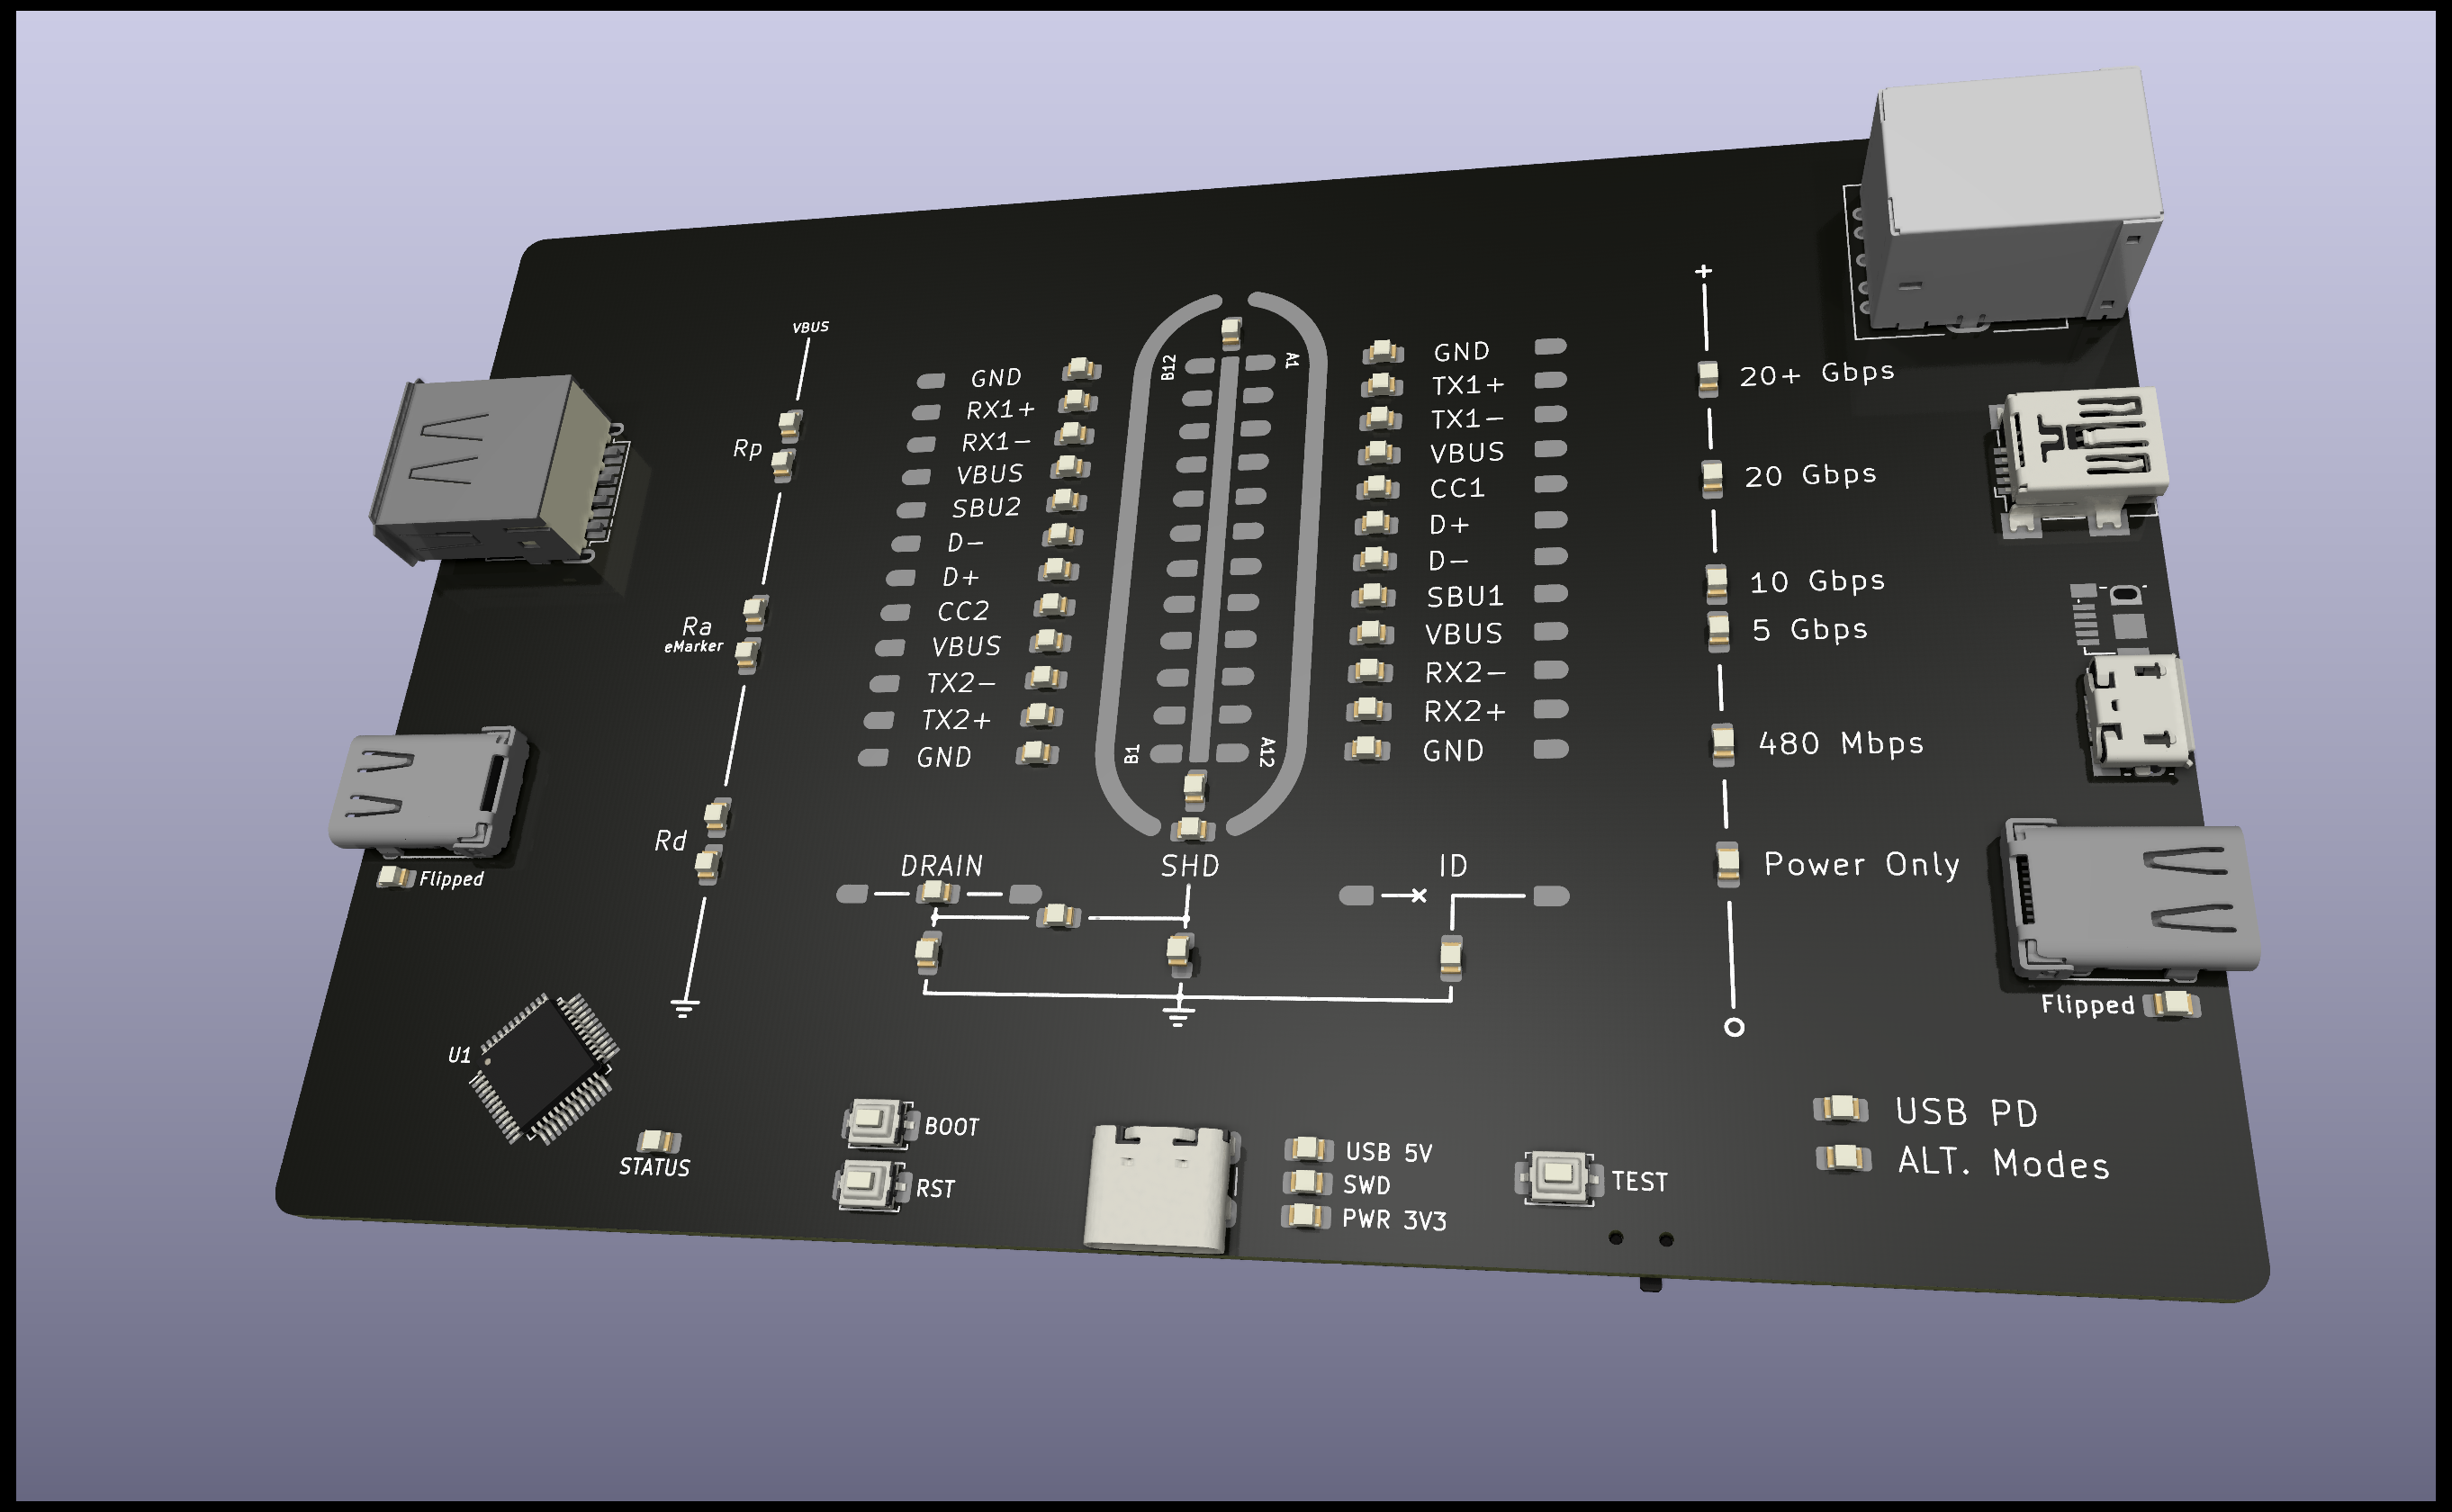 VBUS
Rp
Ra
eMarker
Rd
Flipped
U1
STATUS
GND
RX1+
RX1-
VBUS
SBU2
D-
D+
CC2
VBUS
TX2-
TX2+
GND
B12
A1
B1
A12
GND
TX1+
TX1-
VBUS
CC1
D+
D-
SBU1
VBUS
RX2-
RX2+
GND
DRAIN
SHD
ID
+
20+ Gbps
20 Gbps
10 Gbps
5 Gbps
480 Mbps
Power Only
Flipped
BOOT
RST
USB 5V
SWD
PWR 3V3
TEST
USB PD
ALT. Modes